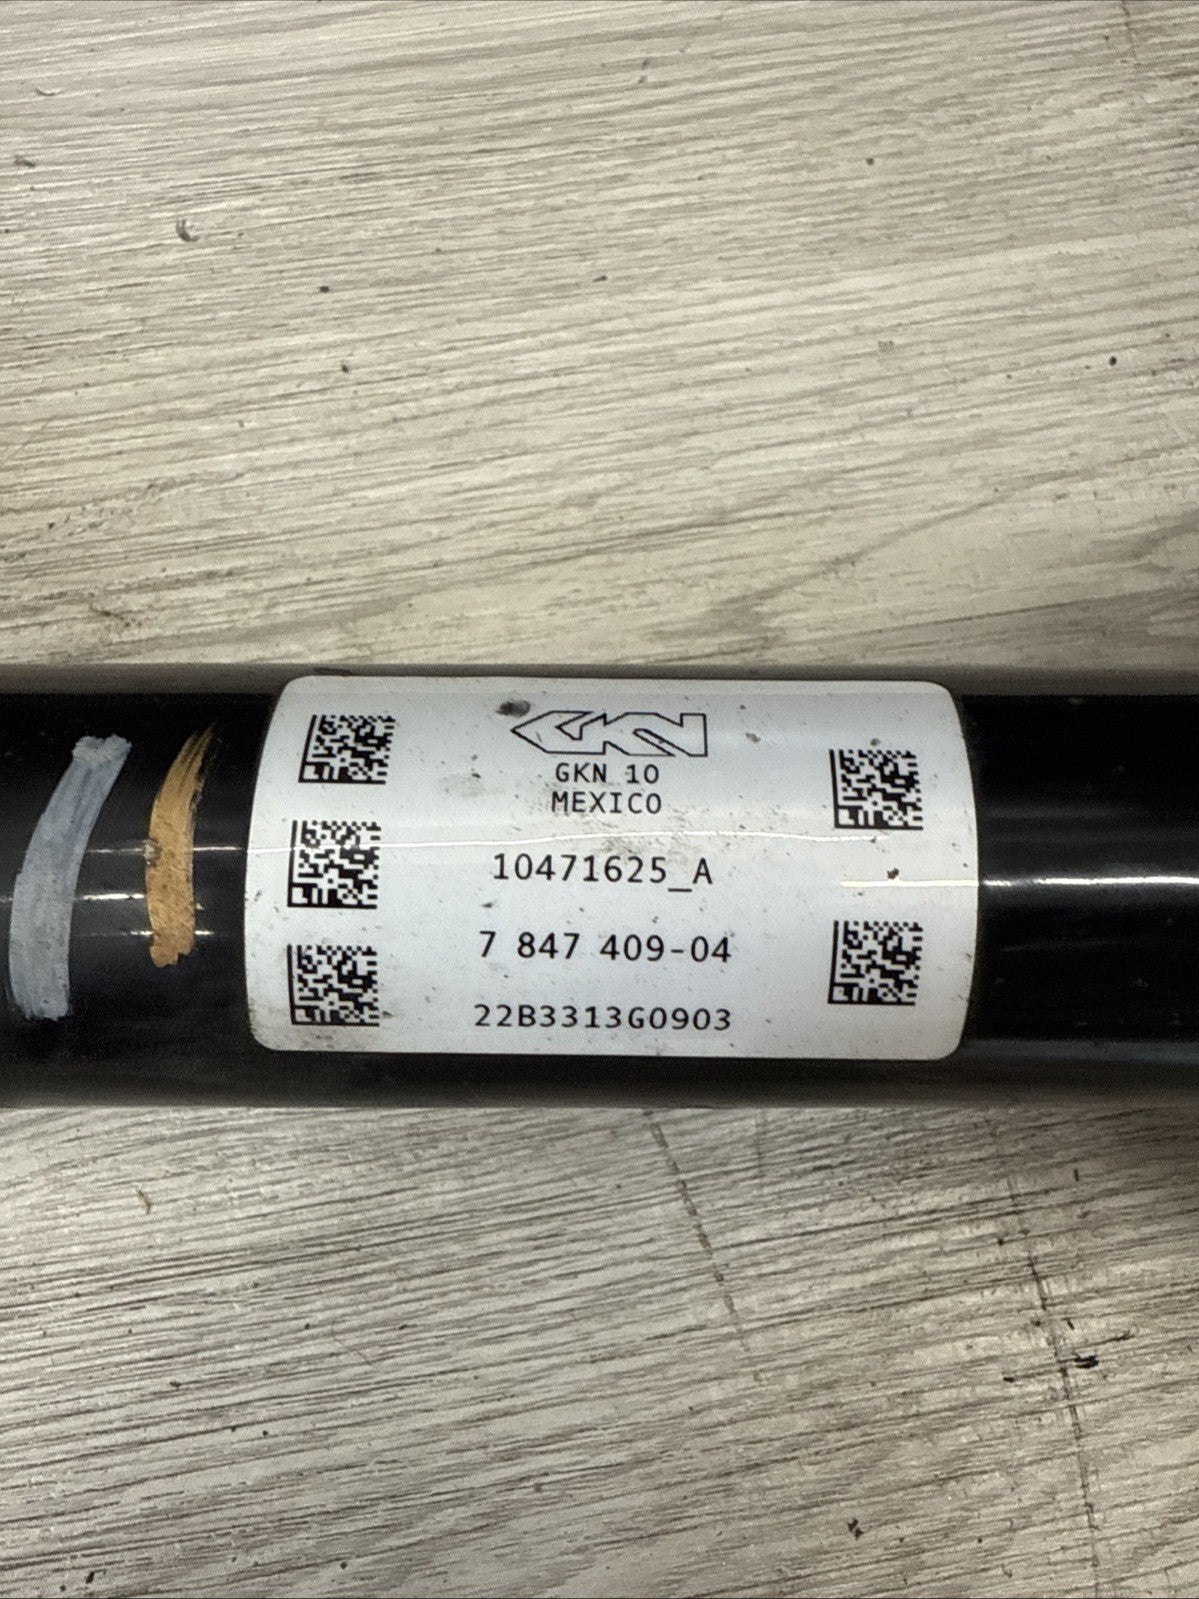 GKN
GKN 10
MEXICO
10471625_A
7 847 409-04
22B3313G0903